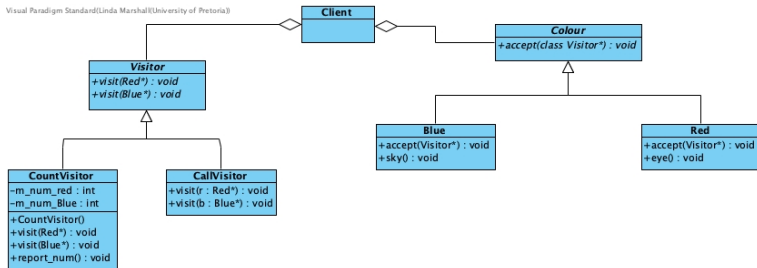 Visual Paradigm Standard(Linda Marshall(University of Pretoria))
Client
Visitor
+visit(Red*) : void
+visit(Blue*) : void
Colour
+accept(class Visitor*) : void
CountVisitor
-m_num_red : int
-m_num_Blue : int
+CountVisitor()
+visit(Red*) : void
+visit(Blue*) : void
+report_num() : void
CallVisitor
+visit(r : Red*) : void
+visit(b : Blue*) : void
Blue
+accept(Visitor*) : void
+sky() : void
Red
+accept(Visitor*) : void
+eye() : void